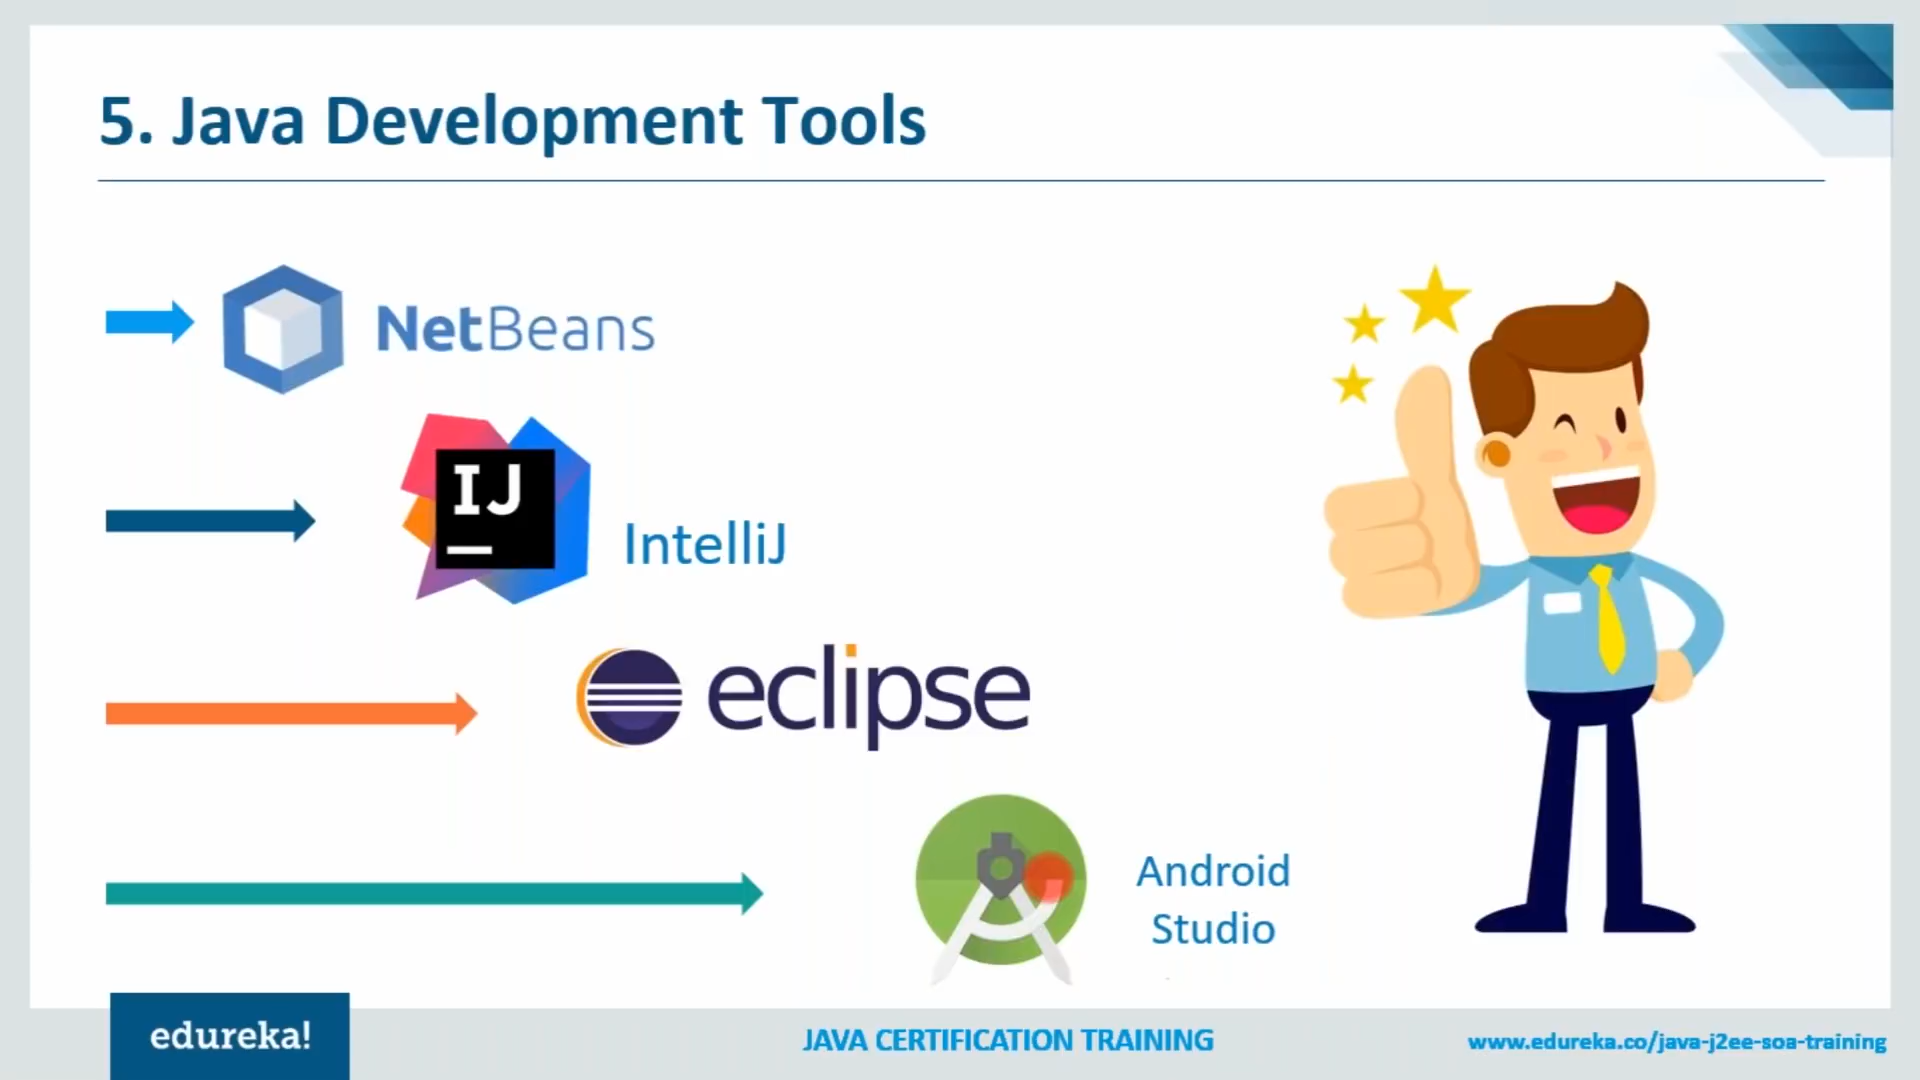 5. Java Development Tools
NetBeans
IJ
IntelliJ
eclipse
Android
Studio
edureka!
JAVA CERTIFICATION TRAINING
www.edureka.co/java-j2ee-soa-training